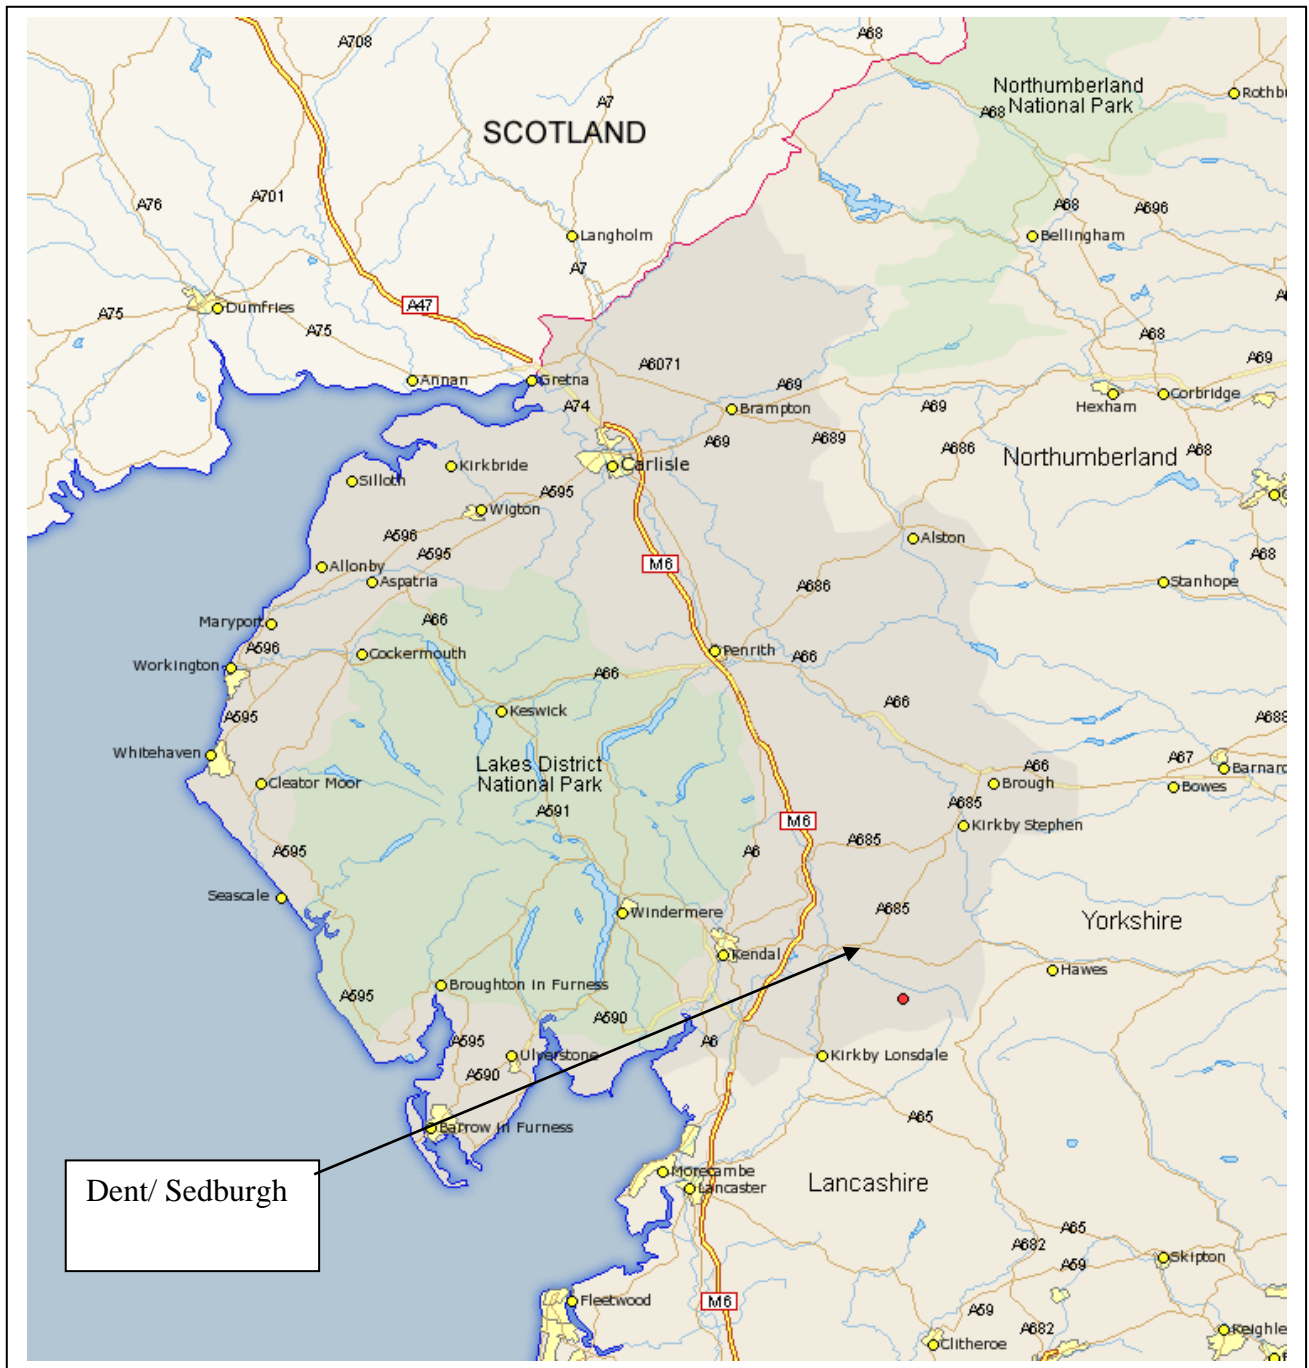 A708
A68
Northumberland
National Park
Rothbu
A7
A68
SCOTLAND
A76
A701
A68
A696
Langholm
Bellingham
A7
A47
Dumfries
A75
A75
A68
A69
A6071
Annan
Gretna
A69
Hexham
Corbridge
A74
Brampton
A69
A69
A689
A686
Northumberland
A68
Kirkbride
Carlisle
Silloth
A595
Wigton
A596
A595
Alston
M6
A68
Allonby
Aspatria
A686
Stanhope
Maryport
A66
A596
Cockermouth
Penrith
A66
Workington
A66
A66
Keswick
A595
A688
Whitehaven
Lakes District
National Park
A67
A66
Barnard
Cleator Moor
Brough
Bowes
A591
A685
M6
Kirkby Stephen
A685
A595
A6
Seascale
Windermere
A685
Yorkshire
Kendal
Hawes
Broughton In Furness
A595
A590
A595
A6
Ulverstone
Kirkby Lonsdale
A590
A65
Barrow In Furness
Morecambe
Lancaster
Lancashire
Dent/ Sedburgh
A65
A682
A59
Skipton
Fleetwood
M6
A59
A682
Keighle
Clitheroe